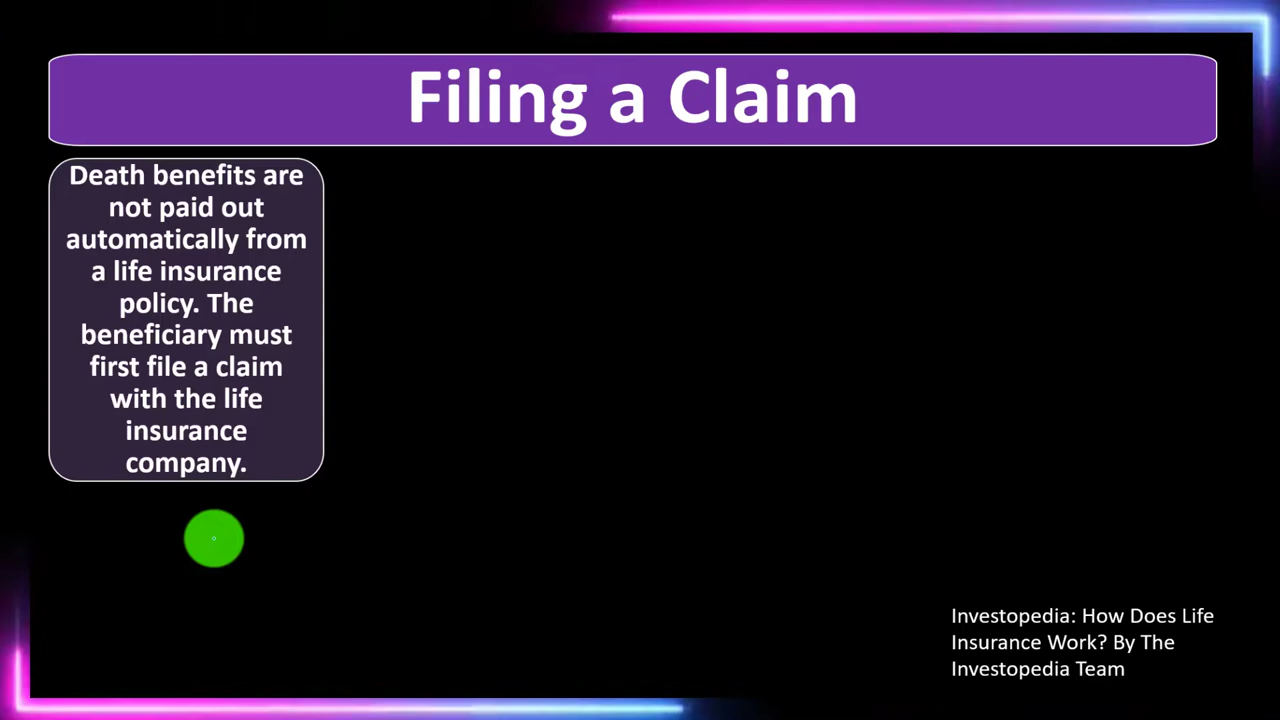 Filing a Claim
Death benefits are
not paid out
automatically from
a life insurance
policy. The
beneficiary must
first file a claim
with the life
insurance
company.
Investopedia: How Does Life
Insurance Work? By The
Investopedia Team